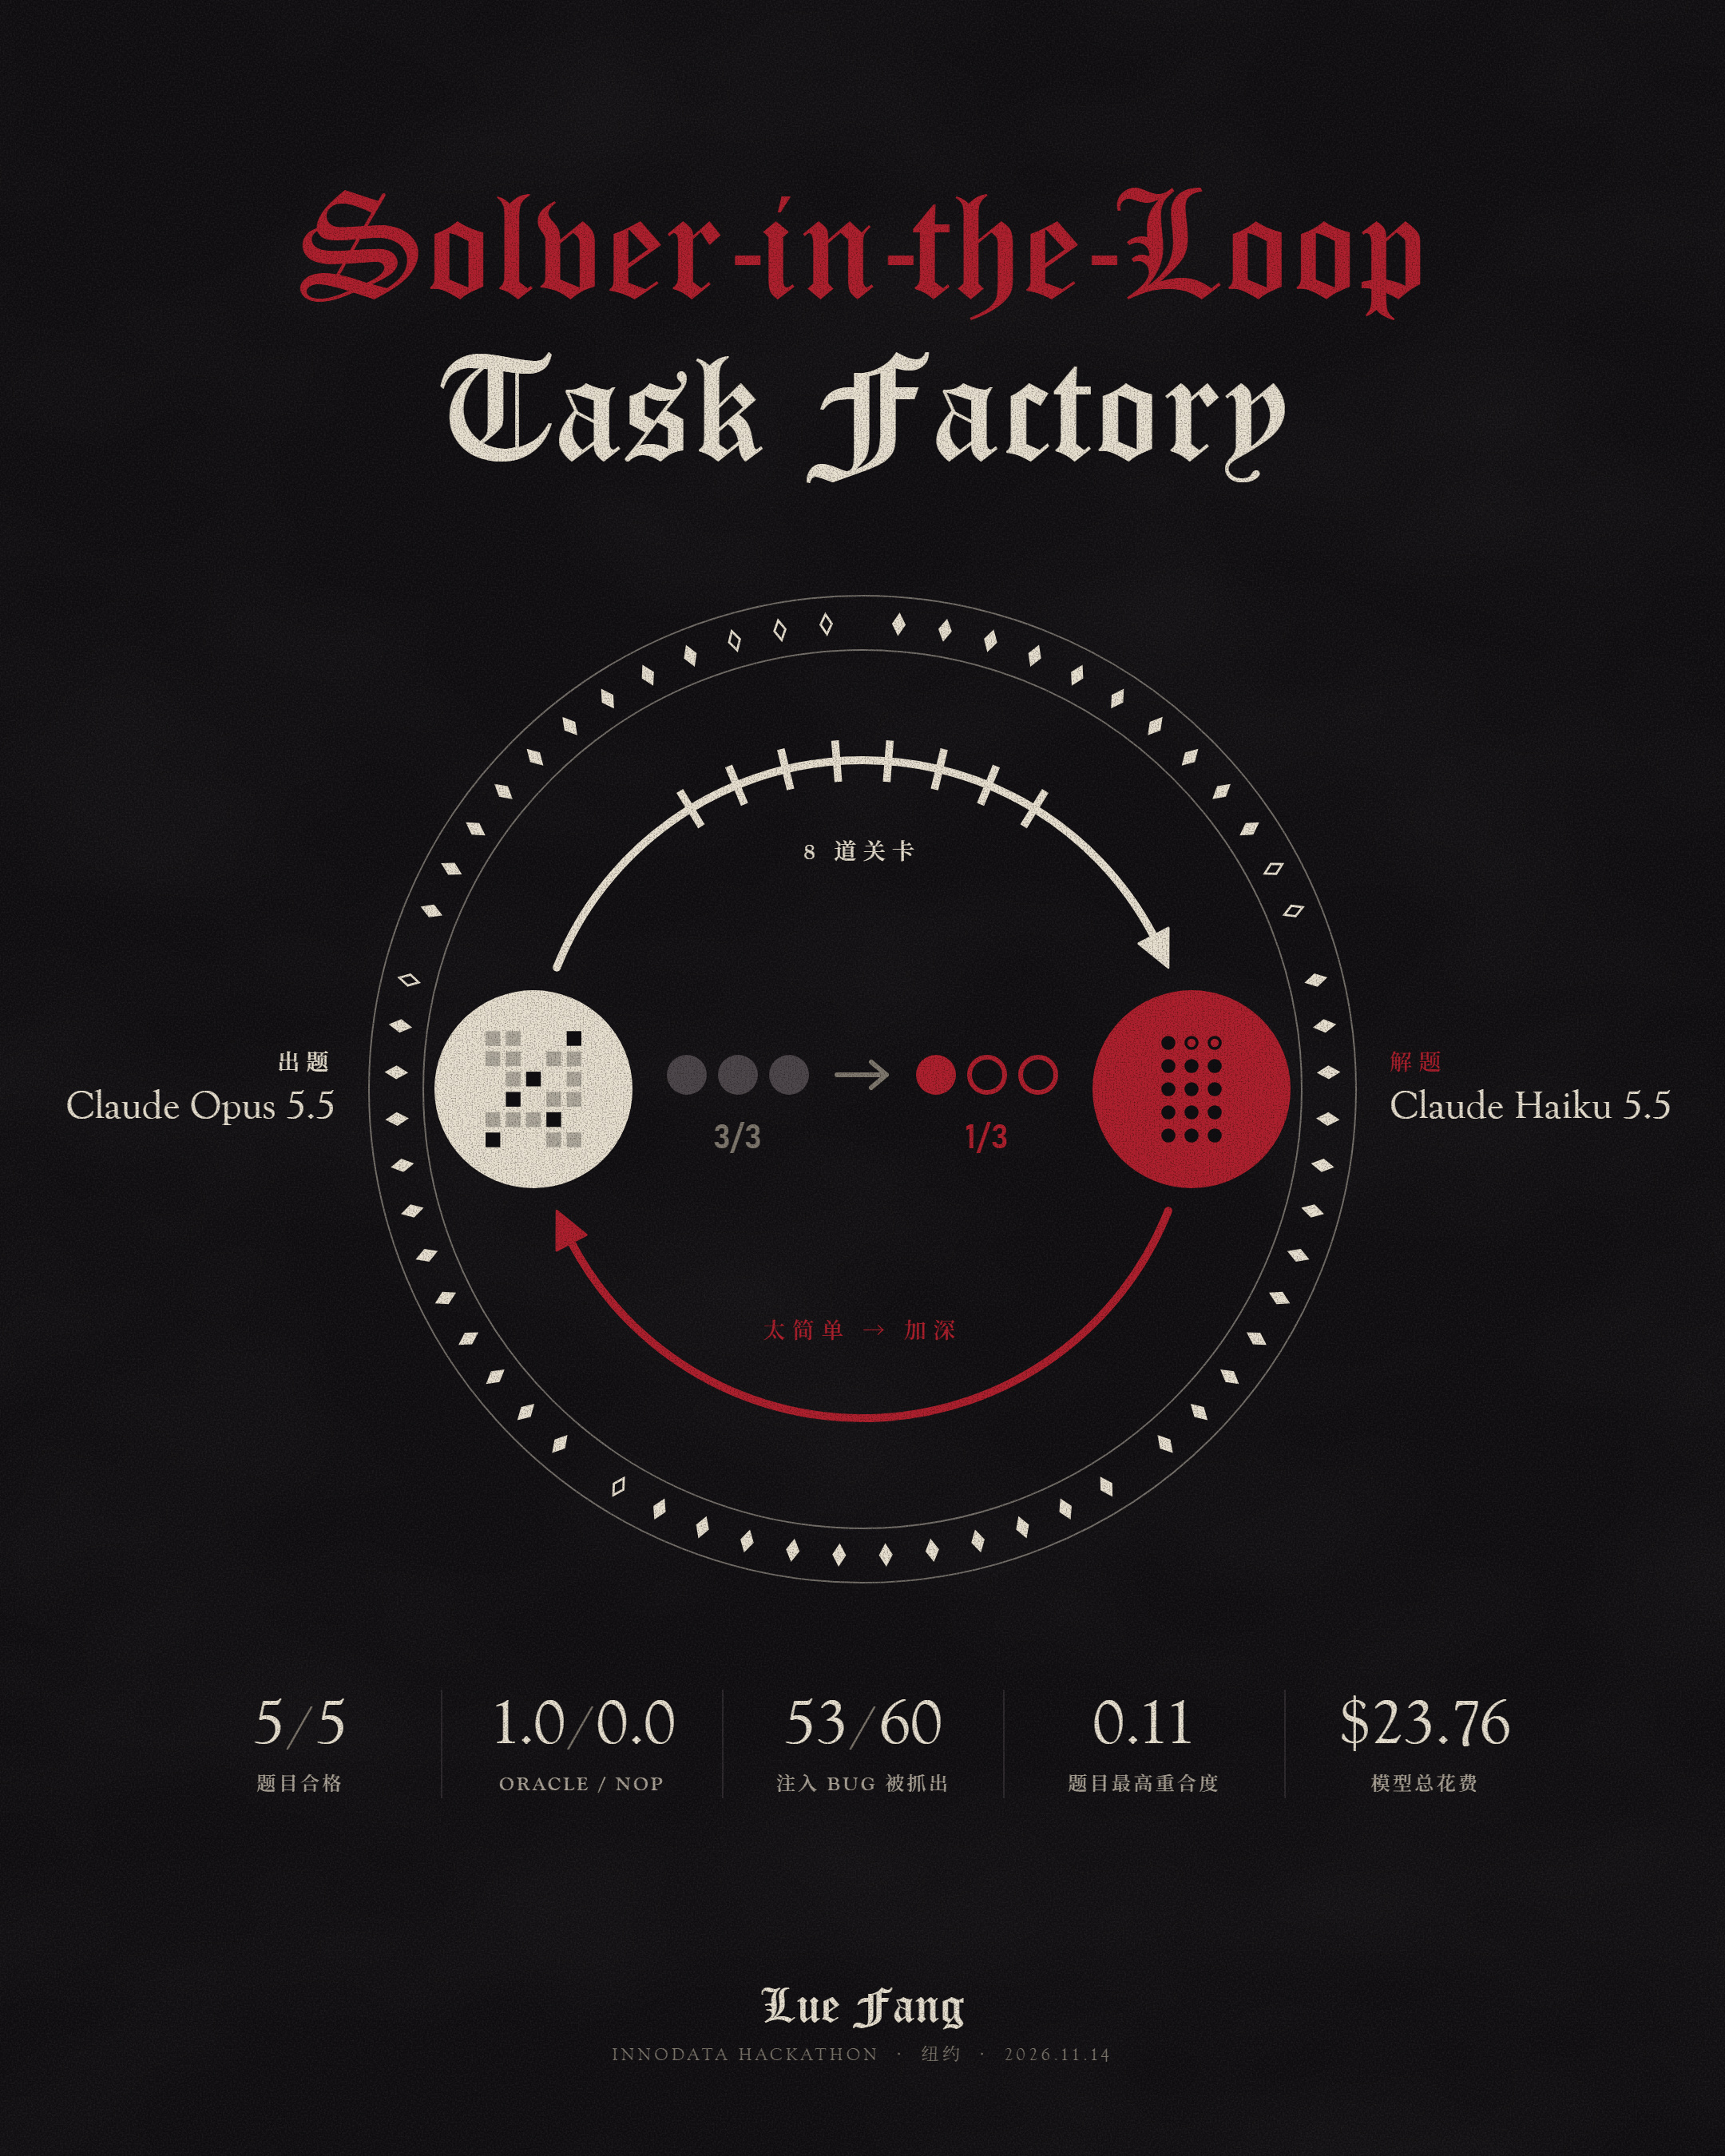 Solver-in-the-Loop
Task Factory
8 道关卡
出题
Claude Opus 5.5
3/3
→
1/3
解题
Claude Haiku 5.5
太简单 → 加深
5/5
题目合格
1.0/0.0
ORACLE / NOP
53/60
注入 BUG 被抓出
0.11
题目最高重合度
$23.76
模型总花费
Lue Fang
INNODATA HACKATHON · 纽约 · 2026.11.14